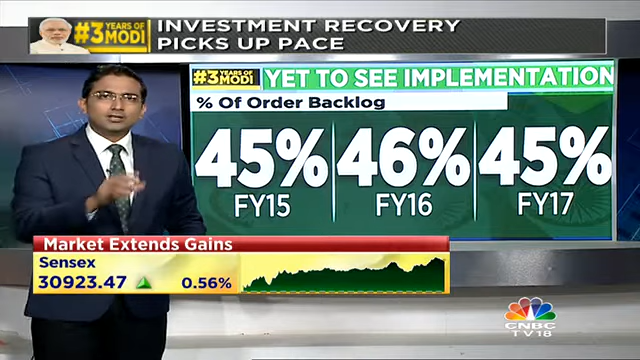 #3 YEARS OF MODI
INVESTMENT RECOVERY
PICKS UP PACE
#3 YEARS OF MODI YET TO SEE IMPLEMENTATION
% Of Order Backlog
45% 46% 45%
FY15 FY16 FY17
Market Extends Gains
Sensex
30923.47 0.56%
CNBC
TV18